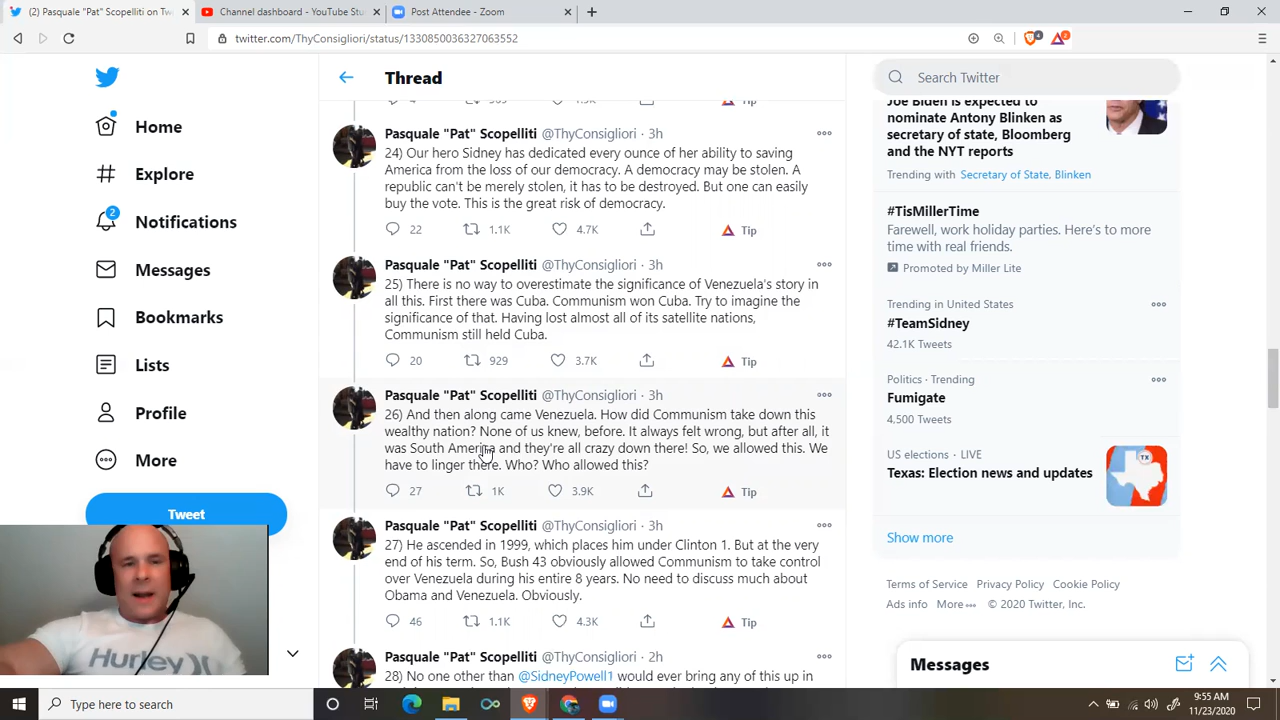 (2) Pasquale "Pat" Scopelliti on Tw
Channel dashboard - YouTube Stu
Post Attendee - Zoom
twitter.com/ThyConsigliori/status/1330850036327063552
4
2
Home
Explore
2
Notifications
Messages
Bookmarks
Lists
Profile
More
Tweet
Hurley
Thread
Tip
Pasquale "Pat" Scopelliti @ThyConsigliori · 3h
24) Our hero Sidney has dedicated every ounce of her ability to saving
America from the loss of our democracy. A democracy may be stolen. A
republic can't be merely stolen, it has to be destroyed. But one can easily
buy the vote. This is the great risk of democracy.
22 1.1K 4.7K Tip
Pasquale "Pat" Scopelliti @ThyConsigliori · 3h
25) There is no way to overestimate the significance of Venezuela's story in
all this. First there was Cuba. Communism won Cuba. Try to imagine the
significance of that. Having lost almost all of its satellite nations,
Communism still held Cuba.
20 929 3.7K Tip
Pasquale "Pat" Scopelliti @ThyConsigliori · 3h
26) And then along came Venezuela. How did Communism take down this
wealthy nation? None of us knew, before. It always felt wrong, but after all, it
was South America and they're all crazy down there! So, we allowed this. We
have to linger there. Who? Who allowed this?
27 1K 3.9K Tip
Pasquale "Pat" Scopelliti @ThyConsigliori · 3h
27) He ascended in 1999, which places him under Clinton 1. But at the very
end of his term. So, Bush 43 obviously allowed Communism to take control
over Venezuela during his entire 8 years. No need to discuss much about
Obama and Venezuela. Obviously.
46 1.1K 4.3K Tip
Pasquale "Pat" Scopelliti @ThyConsigliori · 2h
28) No one other than @SidneyPowell1 would ever bring any of this up in
Search Twitter
Joe Biden is expected to
nominate Antony Blinken as
secretary of state, Bloomberg
and the NYT reports
Trending with Secretary of State, Blinken
#TisMillerTime
Farewell, work holiday parties. Here's to more
time with real friends.
Promoted by Miller Lite
Trending in United States
#TeamSidney
42.1K Tweets
Politics · Trending
Fumigate
4,500 Tweets
US elections · LIVE
Texas: Election news and updates
TX
Show more
Terms of Service Privacy Policy Cookie Policy
Ads info More © 2020 Twitter, Inc.
Messages
Type here to search
9:55 AM
11/23/2020